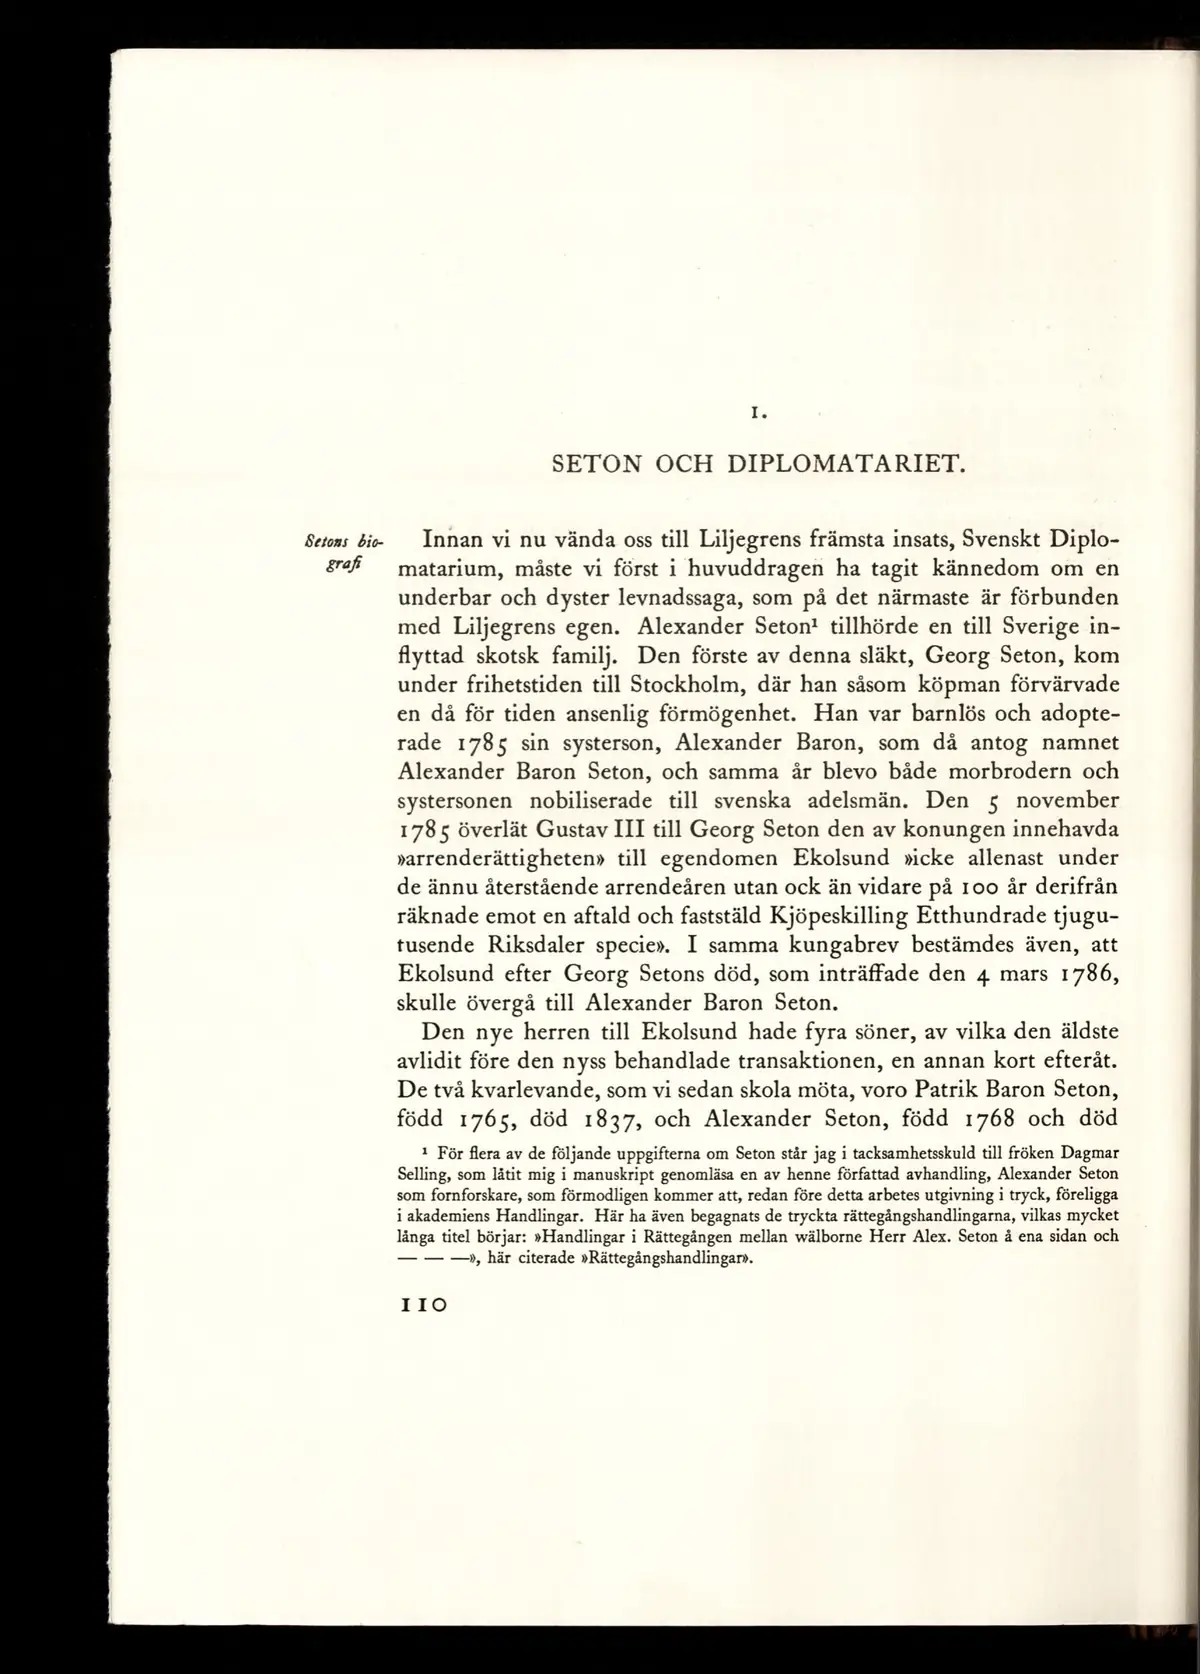 I.
SETON OCH DIPLOMATARIET.
Setons bio-
grafi
Innan vi nu vända oss till Liljegrens främsta insats, Svenskt Diplo-
matarium, måste vi först i huvuddragen ha tagit kännedom om en
underbar och dyster levnadssaga, som på det närmaste är förbunden
med Liljegrens egen. Alexander Seton¹ tillhörde en till Sverige in-
flyttad skotsk familj. Den förste av denna släkt, Georg Seton, kom
under frihetstiden till Stockholm, där han såsom köpman förvärvade
en då för tiden ansenlig förmögenhet. Han var barnlös och adopte-
rade 1785 sin systerson, Alexander Baron, som då antog namnet
Alexander Baron Seton, och samma år blevo både morbrodern och
systersonen nobiliserade till svenska adelsmän. Den 5 november
1785 överlät Gustav III till Georg Seton den av konungen innehavda
»arrenderättigheten» till egendomen Ekolsund »icke allenast under
de ännu återstående arrendeåren utan ock än vidare på 100 år derifrån
räknade emot en aftald och faststäld Kjöpeskilling Etthundrade tjugu-
tusende Riksdaler specie». I samma kungabrev bestämdes även, att
Ekolsund efter Georg Setons död, som inträffade den 4 mars 1786,
skulle övergå till Alexander Baron Seton.
Den nye herren till Ekolsund hade fyra söner, av vilka den äldste
avlidit före den nyss behandlade transaktionen, en annan kort efteråt.
De två kvarlevande, som vi sedan skola möta, voro Patrik Baron Seton,
född 1765, död 1837, och Alexander Seton, född 1768 och död
¹ För flera av de följande uppgifterna om Seton står jag i tacksamhetsskuld till fröken Dagmar
Selling, som låtit mig i manuskript genomläsa en av henne författad avhandling, Alexander Seton
som fornforskare, som förmodligen kommer att, redan före detta arbetes utgivning i tryck, föreligga
i akademiens Handlingar. Här ha även begagnats de tryckta rättegångshandlingarna, vilkas mycket
långa titel börjar: »Handlingar i Rättegången mellan wälborne Herr Alex. Seton å ena sidan och
— — —», här citerade »Rättegångshandlingar».
110